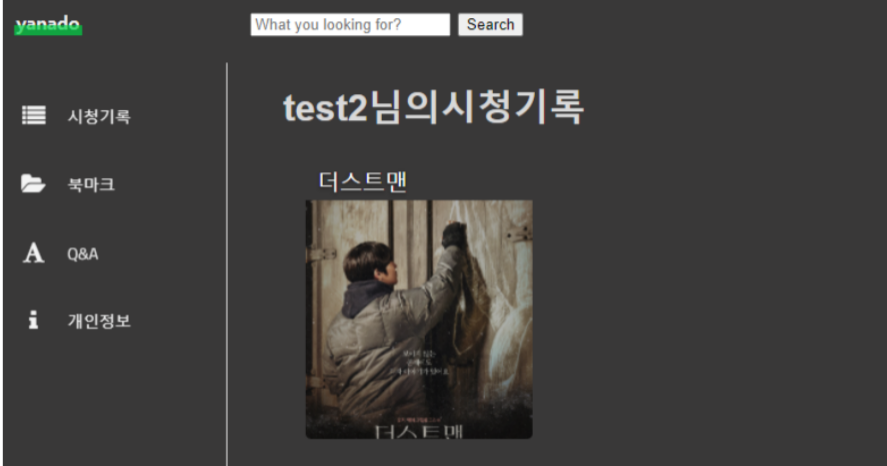 yanado
What you looking for?
Search
시청기록
북마크
Q&A
개인정보
test2님의시청기록
더스트맨
더스트맨